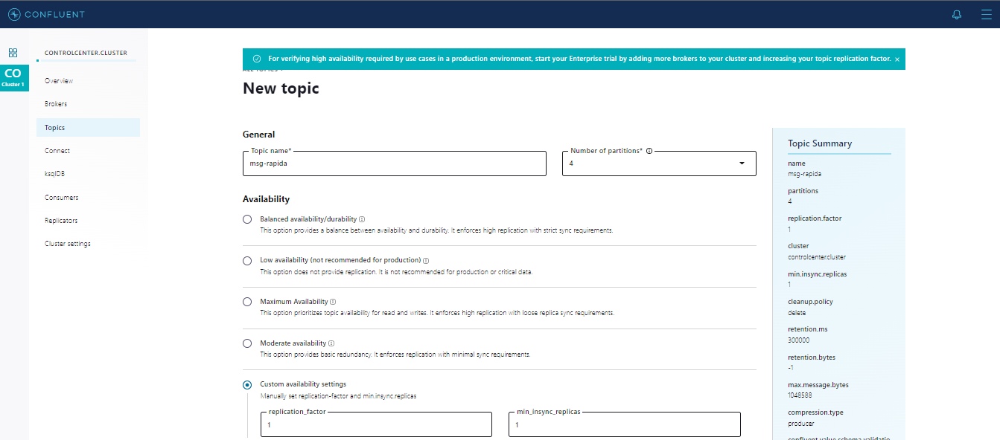 CONFLUENT
CO
Cluster 1
CONTROLCENTER.CLUSTER
Overview
Brokers
Topics
Connect
ksqlDB
Consumers
Replicators
Cluster settings
For verifying high availability required by use cases in a production environment, start your Enterprise trial by adding more brokers to your cluster and increasing your topic replication factor.
New topic
General
Topic name*
msg-rapida
Number of partitions*
4
Availability
Balanced availability/durability
This option provides a balance between availability and durability. It enforces high replication with strict sync requirements.
Low availability (not recommended for production)
This option does not provide replication. It is not recommended for production or critical data.
Maximum Availability
This option prioritizes topic availability for read and writes. It enforces high replication with loose replica sync requirements.
Moderate availability
This option provides basic redundancy. It enforces replication with minimal sync requirements.
Custom availability settings
Manually set replication-factor and min.insync.replicas
replication_factor
1
min_insync_replicas
1
Topic Summary
name
msg-rapida
partitions
4
replication.factor
1
cluster
controlcenter.cluster
min.insync.replicas
1
cleanup.policy
delete
retention.ms
300000
retention.bytes
-1
max.message.bytes
1048588
compression.type
producer